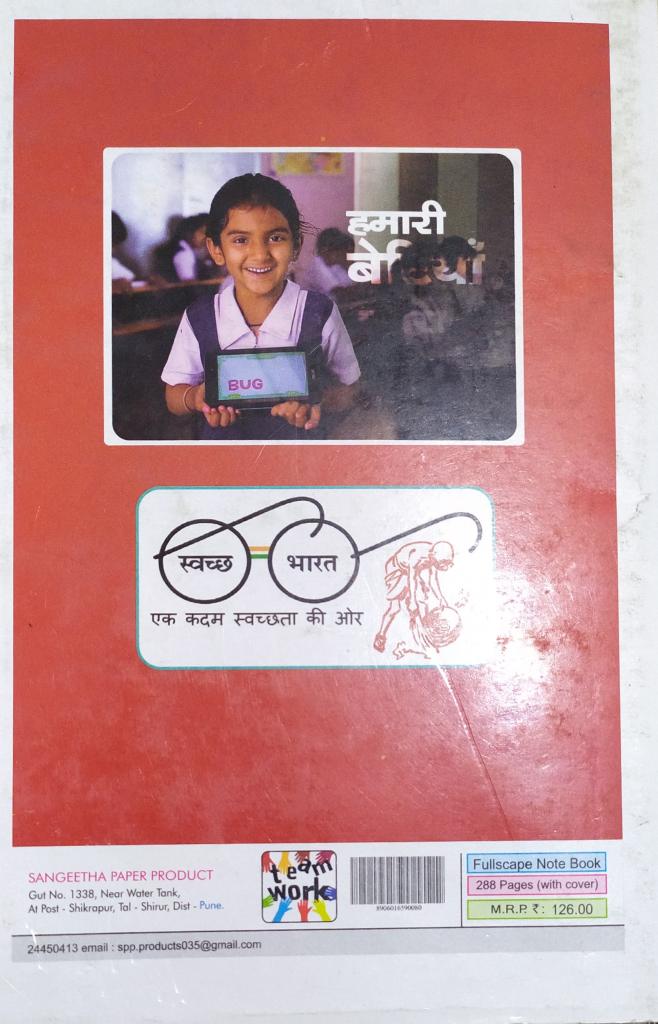 हमारी
बेटियां
BUG
स्वच्छ भारत
एक कदम स्वच्छता की ओर
SANGEETHA PAPER PRODUCT
Gut No. 1338, Near Water Tank,
At Post - Shikrapur, Tal - Shirur, Dist - Pune.
team
work
8906016590080
Fullscape Note Book
288 Pages (with cover)
M.R.P. ₹ : 126.00
24450413 email : spp.products035@gmail.com